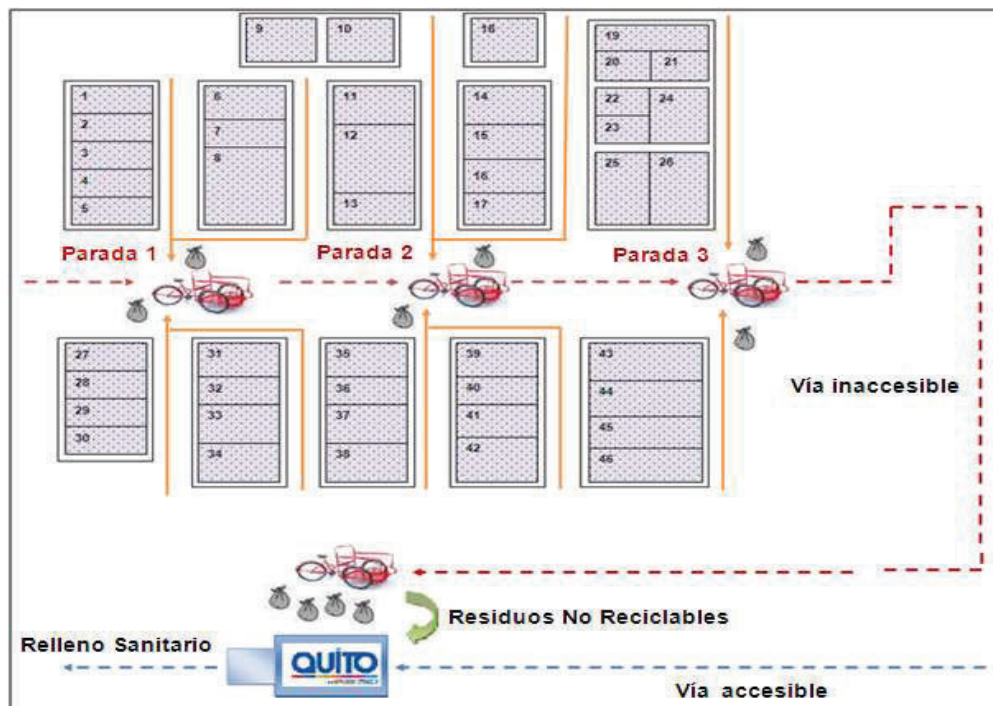 9 10 18 19
20 21
1 6 11 14 22 24
2 7 12 15 23
3 8 16
4 13 17 25 26
5
Parada 1 Parada 2 Parada 3
27 31 35 39 43
28 32 36 40 44
29 33 37 41 45
30 34 38 42 46
Vía inaccesible
Residuos No Reciclables
Relleno Sanitario
QUITO
Vía accesible